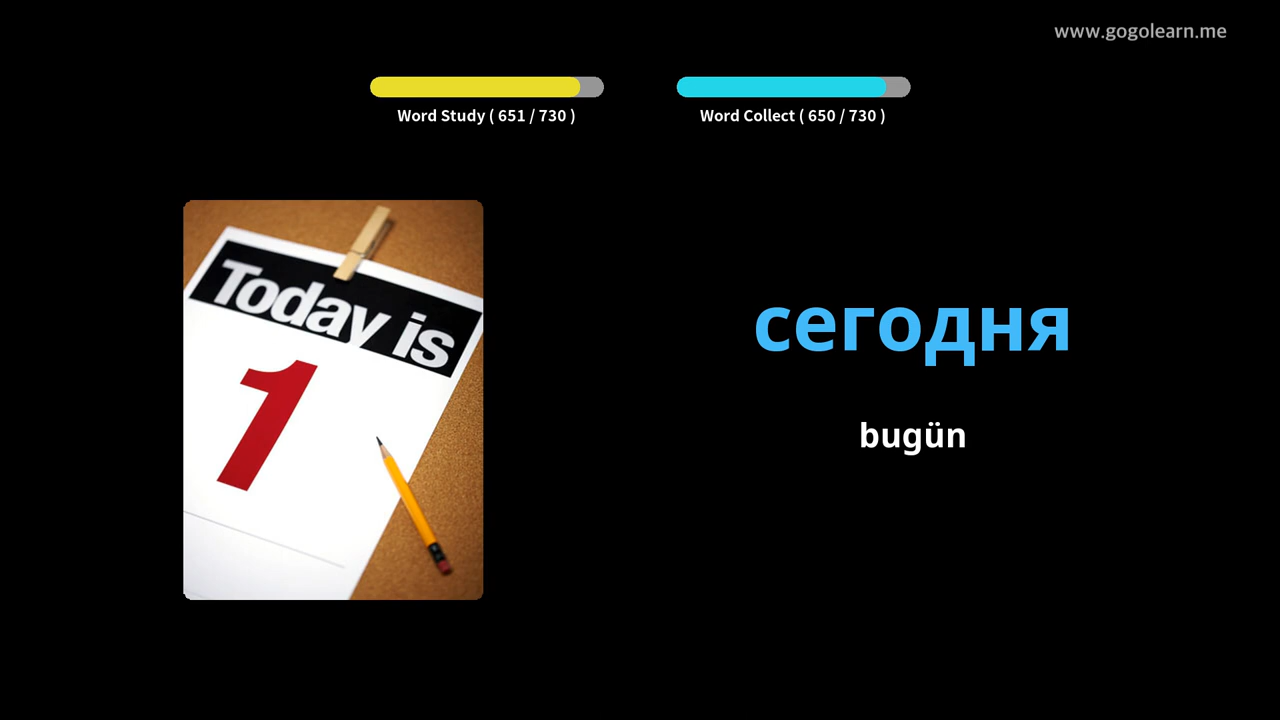 www.gogolearn.me
Word Study ( 651 / 730 )
Word Collect ( 650 / 730 )
Today is
1
сегодня
bugün